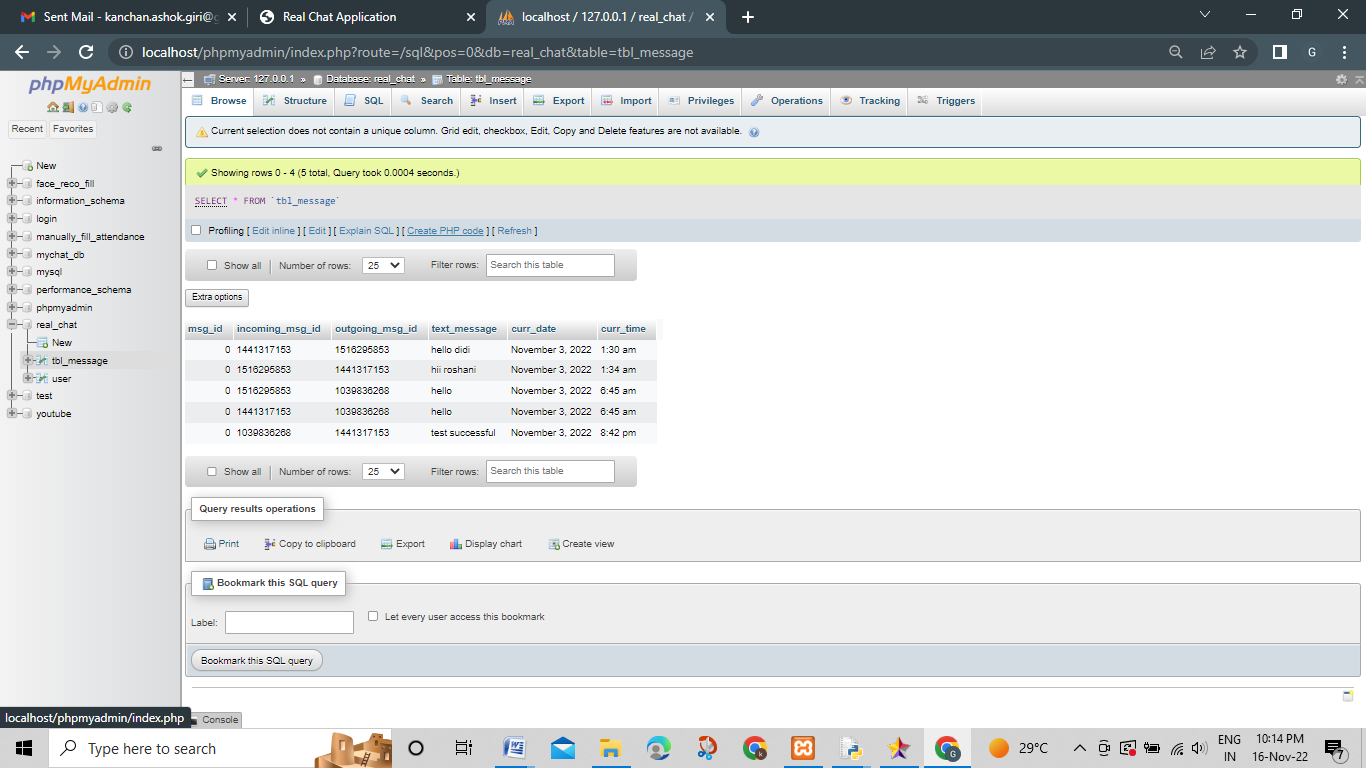 Sent Mail - kanchan.ashok.giri@g
Real Chat Application
localhost / 127.0.0.1 / real_chat /
localhost/phpmyadmin/index.php?route=/sql&pos=0&db=real_chat&table=tbl_message
G
phpMyAdmin
Recent Favorites
New
face_reco_fill
information_schema
login
manually_fill_attendance
mychat_db
mysql
performance_schema
phpmyadmin
real_chat
New
tbl_message
user
test
youtube
Server: 127.0.0.1 » Database: real_chat » Table: tbl_message
Browse Structure SQL Search Insert Export Import Privileges Operations Tracking Triggers
Current selection does not contain a unique column. Grid edit, checkbox, Edit, Copy and Delete features are not available.
Showing rows 0 - 4 (5 total, Query took 0.0004 seconds.)
SELECT * FROM `tbl_message`
Profiling [ Edit inline ] [ Edit ] [ Explain SQL ] [ Create PHP code ] [ Refresh ]
Show all Number of rows: 25 Filter rows: Search this table
Extra options
msg_id incoming_msg_id outgoing_msg_id text_message curr_date curr_time
0 1441317153 1516295853 hello didi November 3, 2022 1:30 am
0 1516295853 1441317153 hii roshani November 3, 2022 1:34 am
0 1516295853 1039836268 hello November 3, 2022 6:45 am
0 1441317153 1039836268 hello November 3, 2022 6:45 am
0 1039836268 1441317153 test successful November 3, 2022 8:42 pm
Show all Number of rows: 25 Filter rows: Search this table
Query results operations
Print Copy to clipboard Export Display chart Create view
Bookmark this SQL query
Label: Let every user access this bookmark
Bookmark this SQL query
localhost/phpmyadmin/index.php
Console
Type here to search
29°C
ENG
IN
10:14 PM
16-Nov-22
7